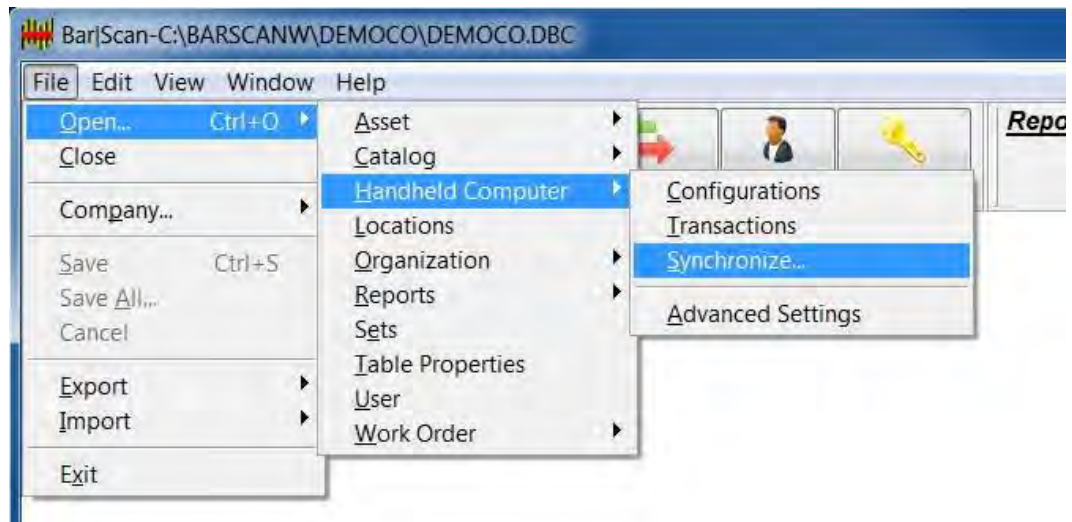 Bar|Scan-C:\BARSCANW\DEMOCO\DEMOCO.DBC
File Edit View Window Help
Open... Ctrl+O
Close
Company...
Save Ctrl+S
Save All...
Cancel
Export
Import
Exit
Asset
Catalog
Handheld Computer
Locations
Organization
Reports
Sets
Table Properties
User
Work Order
Configurations
Transactions
Synchronize...
Advanced Settings
Repo